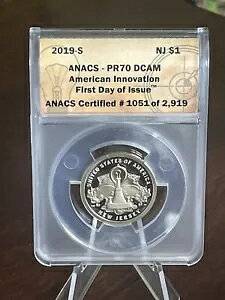 2019-S NJ $1
ANACS - PR70 DCAM
American Innovation
First Day of Issue™
ANACS Certified # 1051 of 2,919
UNITED STATES OF AMERICA
NEW JERSEY